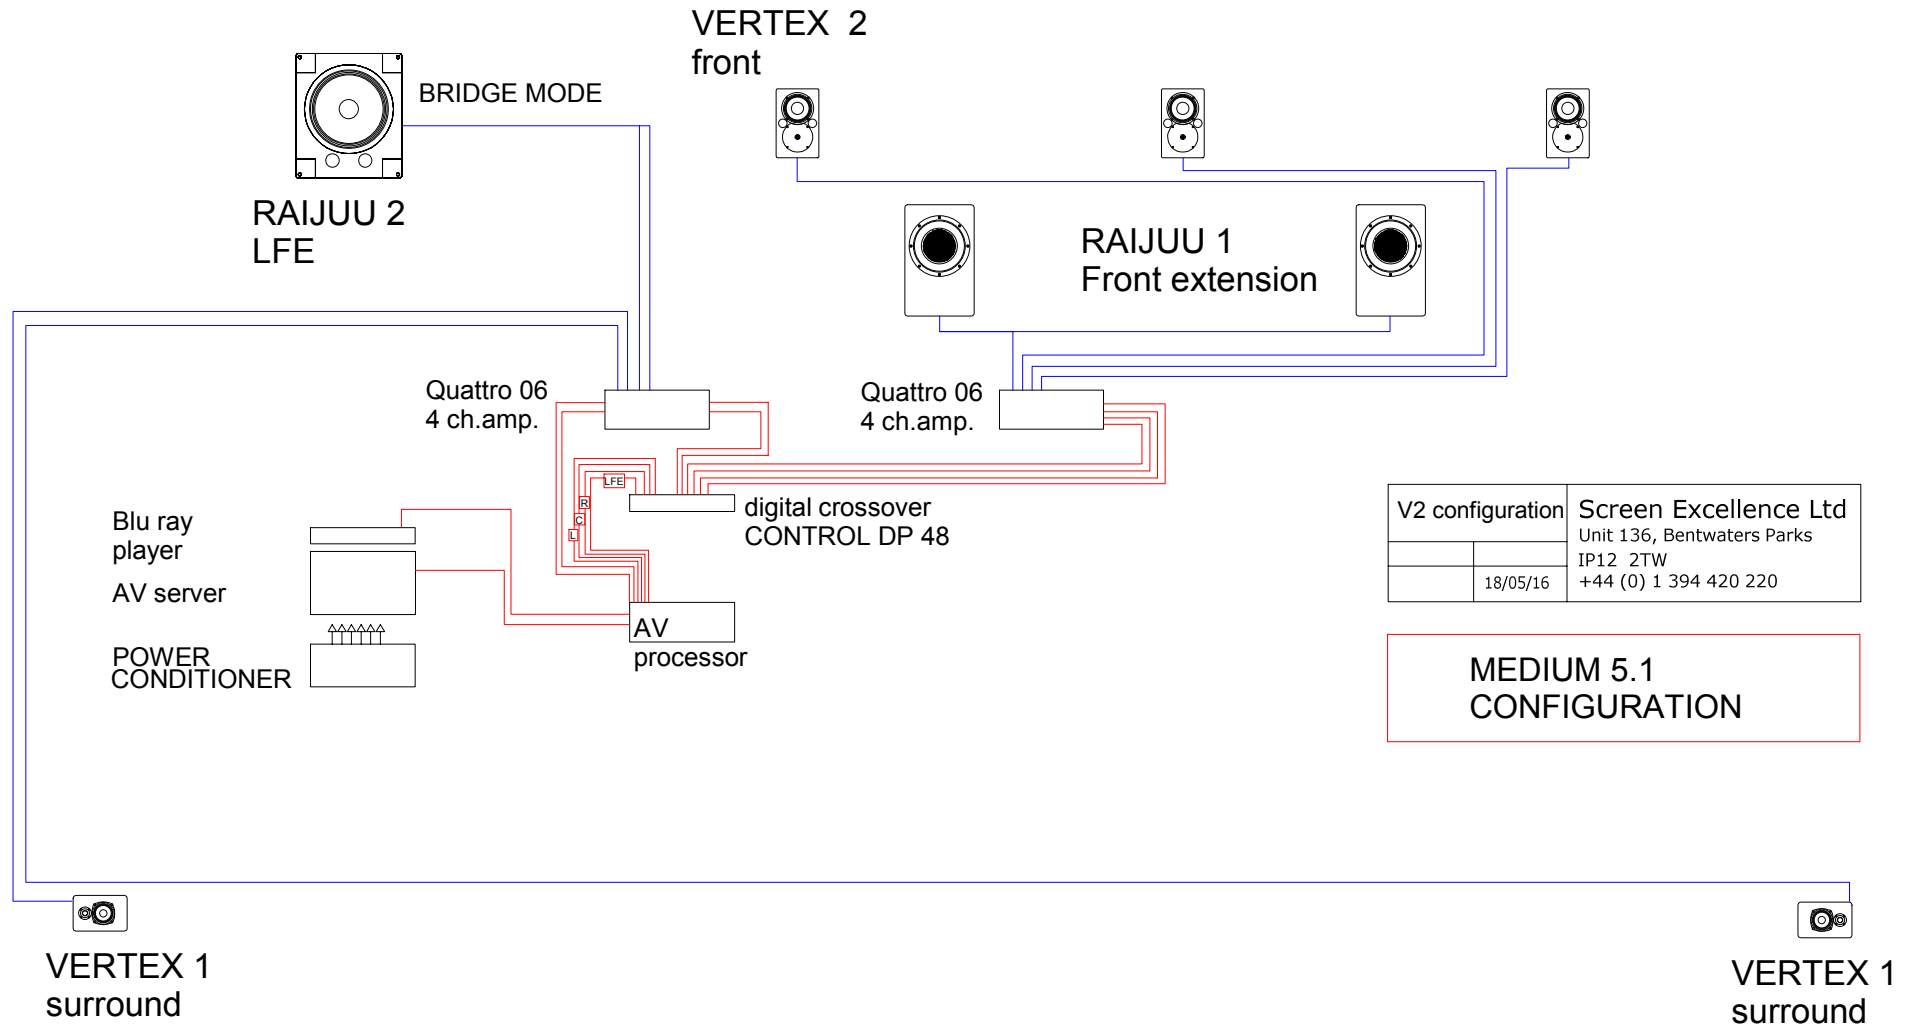 VERTEX 2
front
BRIDGE MODE
RAIJUU 2
LFE
RAIJUU 1
Front extension
Quattro 06
4 ch.amp.
Quattro 06
4 ch.amp.
LFE
R
C
L
digital crossover
CONTROL DP 48
Blu ray
player
AV server
POWER
CONDITIONER
AV
processor
V2 configuration
18/05/16
Screen Excellence Ltd
Unit 136, Bentwaters Parks
IP12 2TW
+44 (0) 1 394 420 220
MEDIUM 5.1
CONFIGURATION
VERTEX 1
surround
VERTEX 1
surround